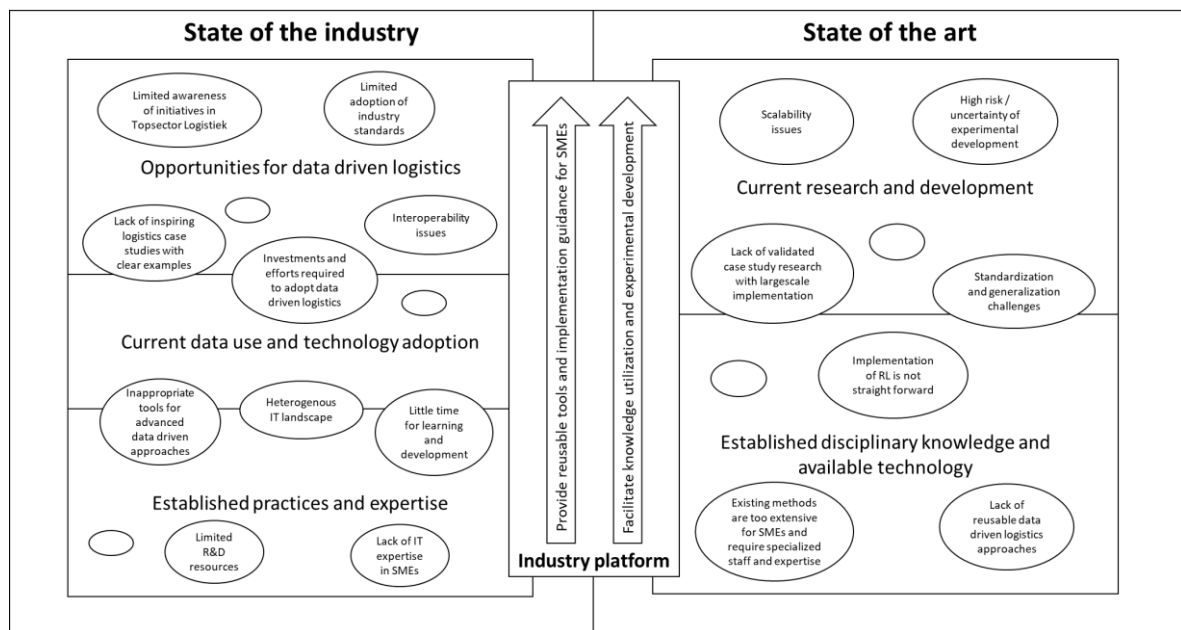 State of the industry
Limited awareness
of initiatives in
Topsector Logistiek
Limited
adoption of
industry
standards
Opportunities for data driven logistics
Lack of inspiring
logistics case
studies with
clear examples
Interoperability
issues
Investments and
efforts required
to adopt data
driven logistics
Current data use and technology adoption
Inappropriate
tools for
advanced
data driven
approaches
Heterogenous
IT landscape
Little time
for learning
and
development
Established practices and expertise
Limited
R&D
resources
Lack of IT
expertise
in SMEs
Provide reusable tools and implementation guidance for SMEs
Facilitate knowledge utilization and experimental development
Industry platform
State of the art
Scalability
issues
High risk /
uncertainty of
experimental
development
Current research and development
Lack of validated
case study research
with largescale
implementation
Standardization
and generalization
challenges
Implementation
of RL is not
straight forward
Established disciplinary knowledge and
available technology
Existing methods
are too extensive
for SMEs and
require specialized
staff and expertise
Lack of
reusable data
driven logistics
approaches